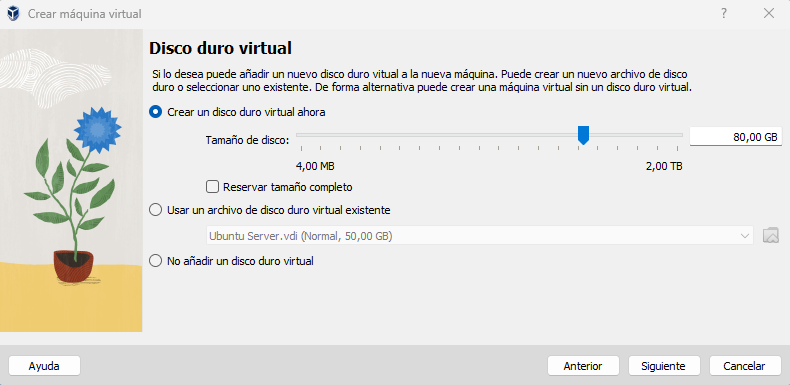 Crear máquina virtual
Disco duro virtual
Si lo desea puede añadir un nuevo disco duro vitual a la nueva máquina. Puede crear un nuevo archivo de disco
duro o seleccionar uno existente. De forma alternativa puede crear una máquina virtual sin un disco duro virtual.
Crear un disco duro virtual ahora
Tamaño de disco:
80,00 GB
4,00 MB
2,00 TB
Reservar tamaño completo
Usar un archivo de disco duro virtual existente
Ubuntu Server.vdi (Normal, 50,00 GB)
No añadir un disco duro virtual
Ayuda
Anterior
Siguiente
Cancelar